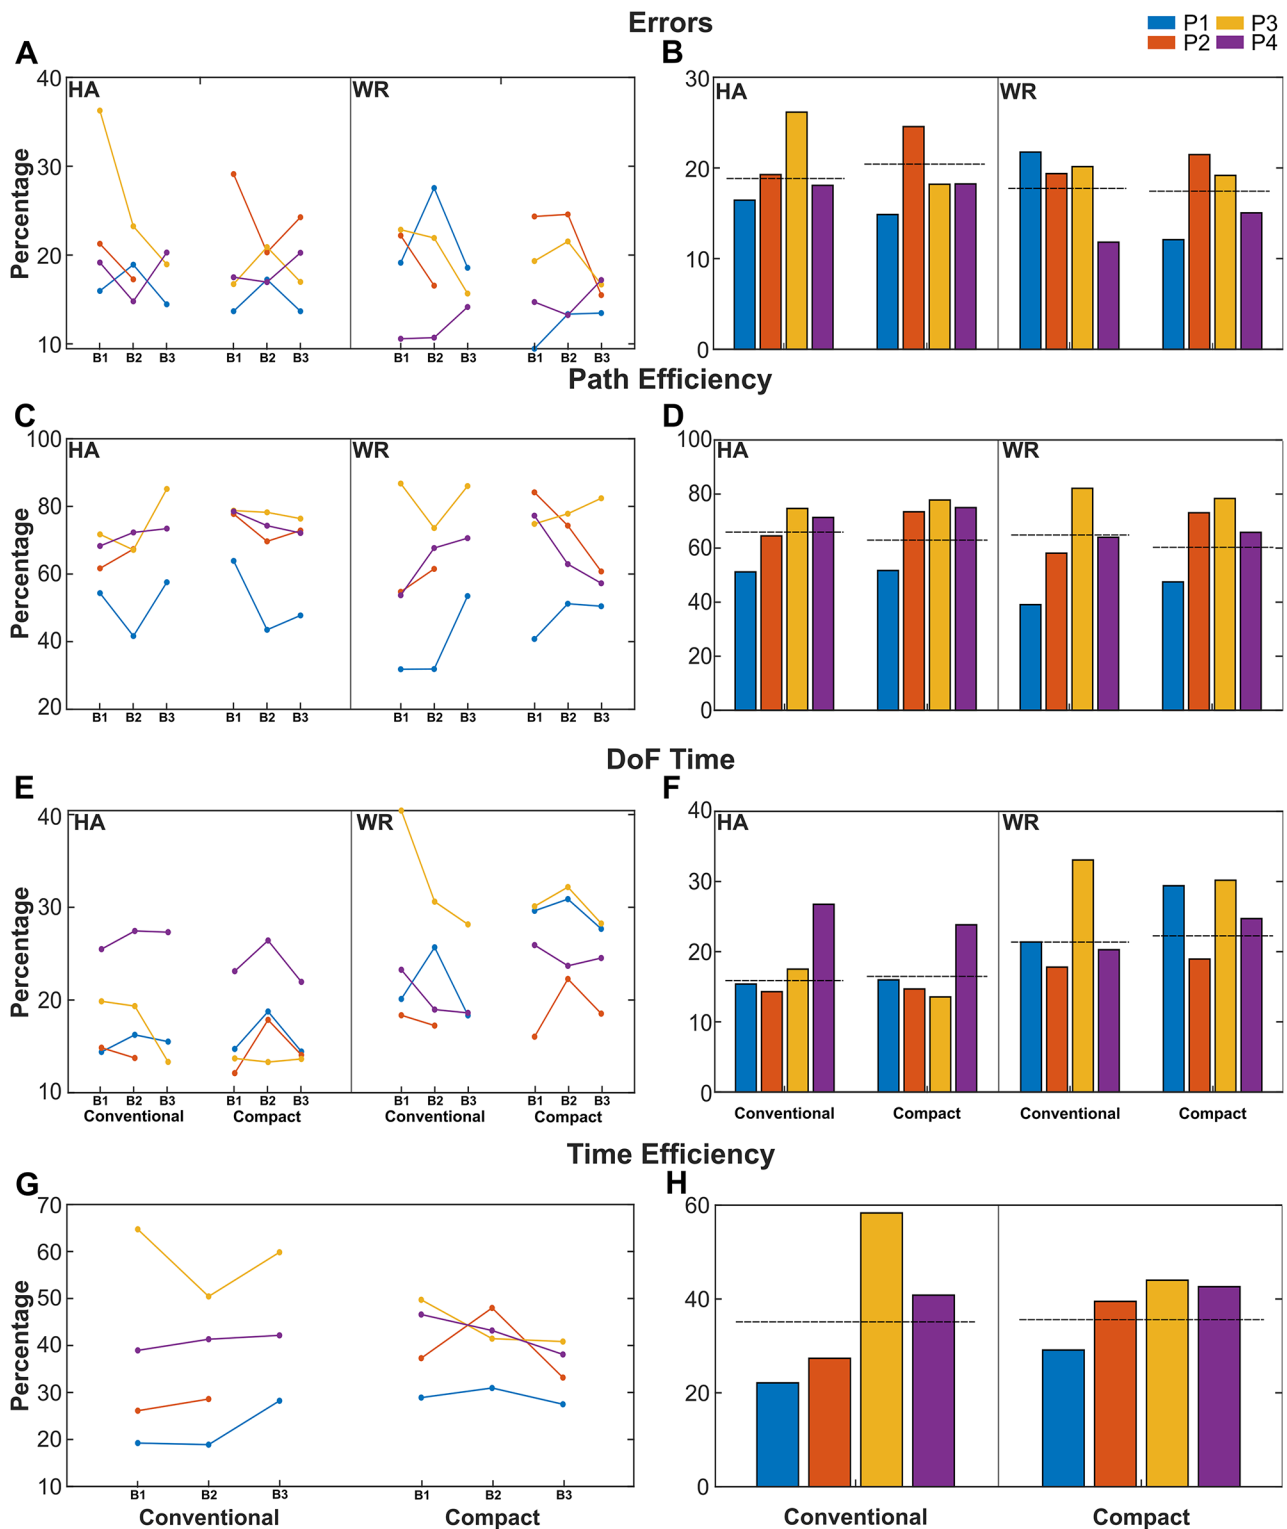 Errors
P1 P3
P2 P4
A
B
40
30
20
10
Percentage
HA
WR
B1 B2 B3
B1 B2 B3
B1 B2 B3
B1 B2 B3
30
20
10
0
HA
WR
Path Efficiency
C
D
100
80
60
40
20
Percentage
HA
WR
B1 B2 B3
B1 B2 B3
B1 B2 B3
B1 B2 B3
100
80
60
40
20
0
HA
WR
DoF Time
E
F
40
30
20
10
Percentage
HA
WR
B1 B2 B3
B1 B2 B3
B1 B2 B3
B1 B2 B3
Conventional
Compact
Conventional
Compact
40
30
20
10
0
HA
WR
Conventional
Compact
Conventional
Compact
Time Efficiency
G
H
70
60
50
40
30
20
10
Percentage
B1 B2 B3
B1 B2 B3
Conventional
Compact
60
40
20
0
Conventional
Compact